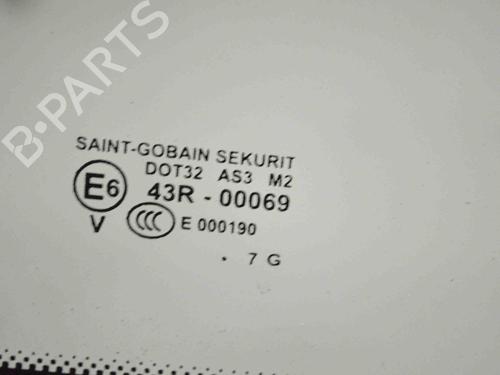 B-PARTS
SAINT-GOBAIN SEKURIT
DOT32 AS3 M2
E6 43R - 00069
V CCC E 000190
. 7 G